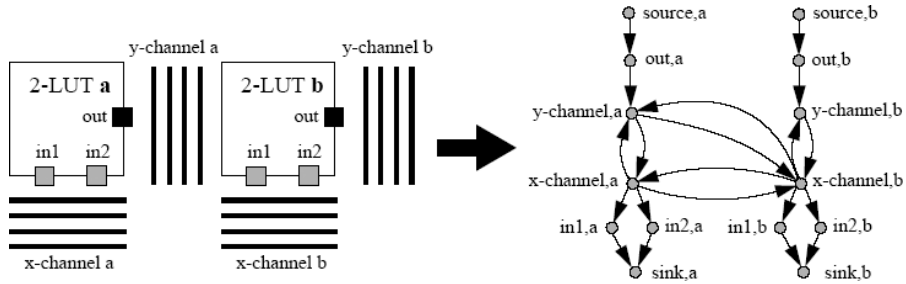 y-channel a
y-channel b
2-LUT a
out
in1 in2
x-channel a
2-LUT b
out
in1 in2
x-channel b
source,a
source,b
out,a
out,b
y-channel,a
y-channel,b
x-channel,a
x-channel,b
in1,a
in2,a
in1,b
in2,b
sink,a
sink,b